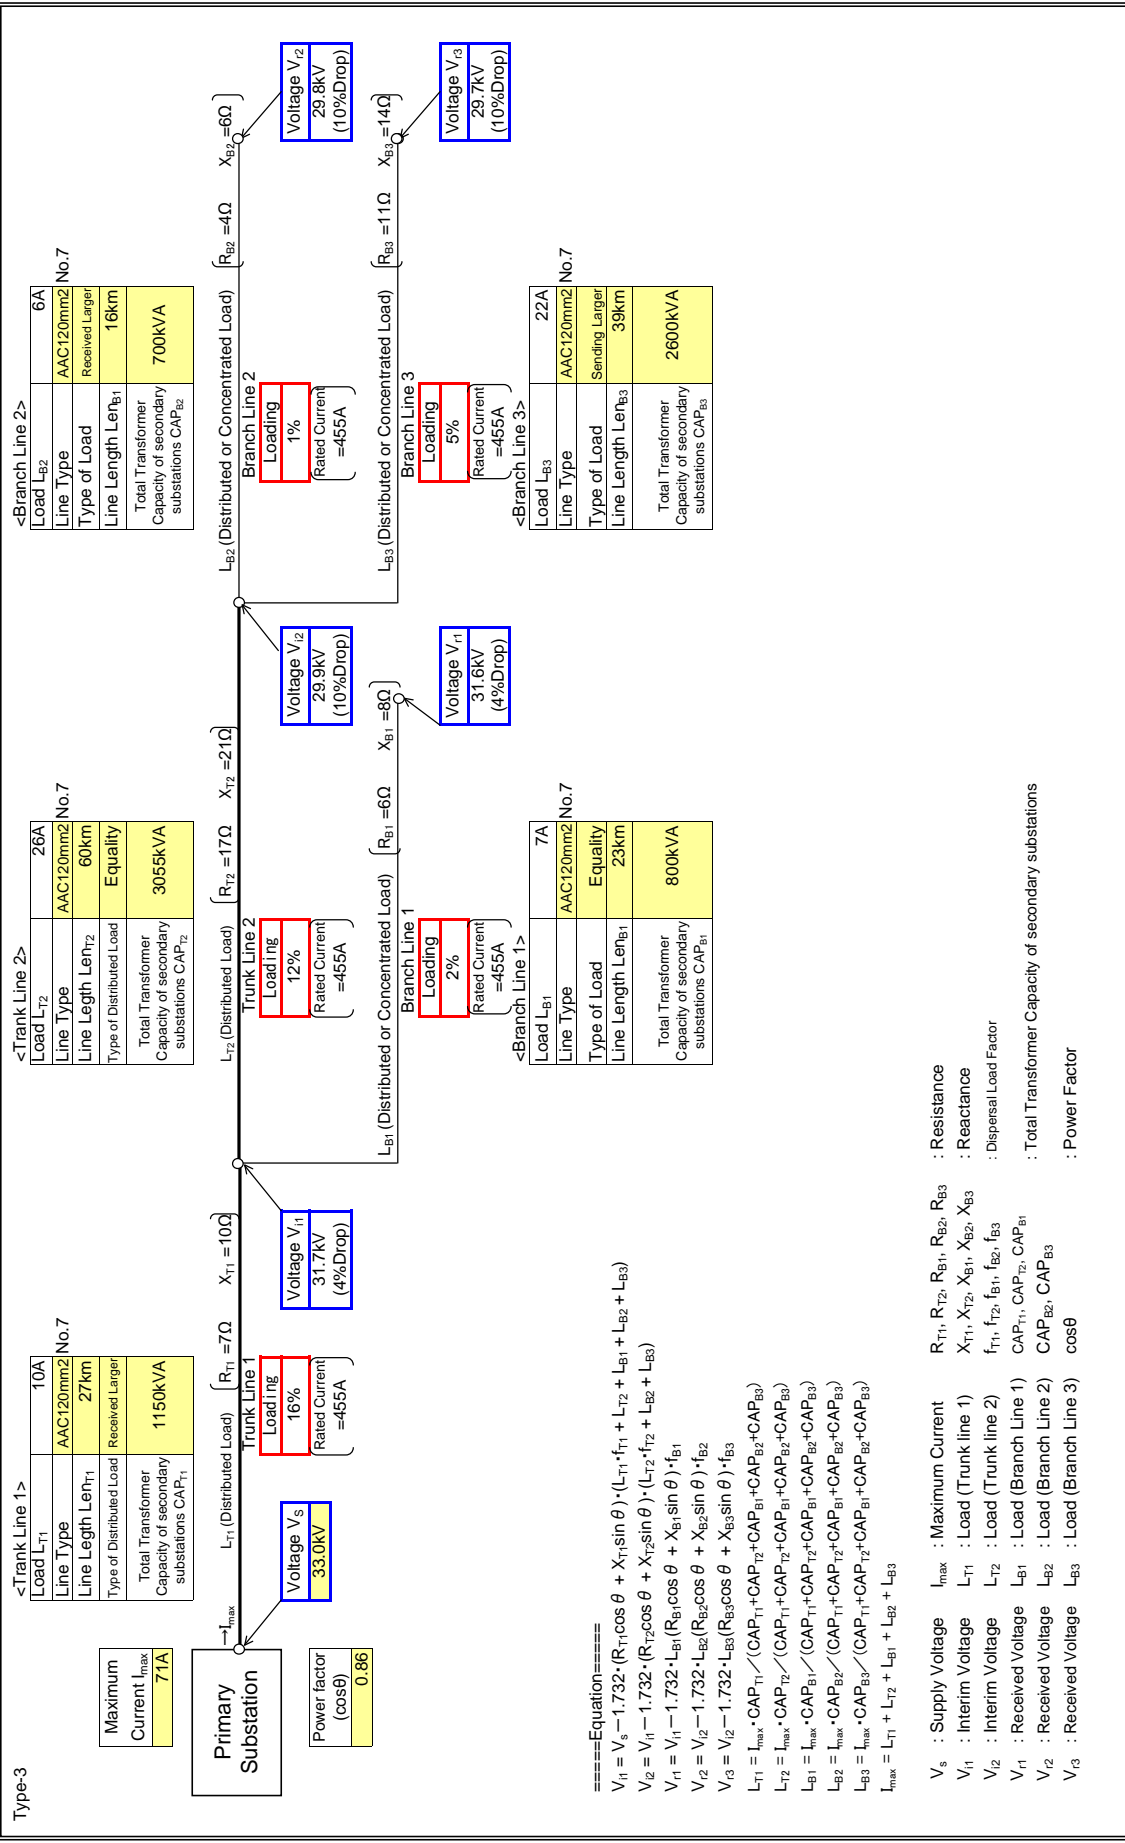 Type-3
Maximum
Current Imax
71A
Primary
Substation
Power factor
(cosθ)
0.86
<Trank Line 1>
Load LT1 10A
Line Type AAC120mm2 No.7
Line Legth LenT1 27km
Type of Distributed Load Received Larger
Total Transformer
Capacity of secondary
substations CAPT1
1150kVA
→Imax
LT1 (Distributed Load)
RT1 =7Ω XT1 =10Ω
Trunk Line 1
Loading
16%
Rated Current
=455A
Voltage VS
33.0kV
Voltage Vi1
31.7kV
(4%Drop)
<Trank Line 2>
Load LT2 26A
Line Type AAC120mm2 No.7
Line Legth LenT2 60km
Type of Distributed Load Equality
Total Transformer
Capacity of secondary
substations CAPT2
3055kVA
LT2 (Distributed Load)
RT2 =17Ω XT2 =21Ω
Trunk Line 2
Loading
12%
Rated Current
=455A
Voltage Vi2
29.9kV
(10%Drop)
LB1 (Distributed or Concentrated Load)
RB1 =6Ω XB1 =8Ω
Branch Line 1
Loading
2%
Rated Current
=455A
Voltage Vr1
31.6kV
(4%Drop)
<Branch Line 1>
Load LB1 7A
Line Type AAC120mm2 No.7
Type of Load Equality
Line Length LenB1 23km
Total Transformer
Capacity of secondary
substations CAPB1
800kVA
<Branch Line 2>
Load LB2 6A
Line Type AAC120mm2 No.7
Type of Load Received Larger
Line Length LenB1 16km
Total Transformer
Capacity of secondary
substations CAPB2
700kVA
LB2 (Distributed or Concentrated Load)
RB2 =4Ω XB2 =6Ω
Branch Line 2
Loading
1%
Rated Current
=455A
Voltage Vr2
29.8kV
(10%Drop)
LB3 (Distributed or Concentrated Load)
RB3 =11Ω XB3 =14Ω
Branch Line 3
Loading
5%
Rated Current
=455A
Voltage Vr3
29.7kV
(10%Drop)
<Branch Line 3>
Load LB3 22A
Line Type AAC120mm2 No.7
Type of Load Sending Larger
Line Length LenB3 39km
Total Transformer
Capacity of secondary
substations CAPB3
2600kVA
=====Equation=====
Vi1 = Vs－1.732・(RT1cos θ + XT1sin θ)・(LT1・fT1 + LT2 + LB1 + LB2 + LB3)
Vi2 = Vi1－1.732・(RT2cos θ + XT2sin θ)・(LT2・fT2 + LB2 + LB3)
Vr1 = Vi1－1.732・LB1(RB1cos θ + XB1sin θ)・fB1
Vr2 = Vi2－1.732・LB2(RB2cos θ + XB2sin θ)・fB2
Vr3 = Vi2－1.732・LB3(RB3cos θ + XB3sin θ)・fB3
LT1 = Imax・CAPT1／(CAPT1+CAPT2+CAPB1+CAPB2+CAPB3)
LT2 = Imax・CAPT2／(CAPT1+CAPT2+CAPB1+CAPB2+CAPB3)
LB1 = Imax・CAPB1／(CAPT1+CAPT2+CAPB1+CAPB2+CAPB3)
LB2 = Imax・CAPB2／(CAPT1+CAPT2+CAPB1+CAPB2+CAPB3)
LB3 = Imax・CAPB3／(CAPT1+CAPT2+CAPB1+CAPB2+CAPB3)
Imax = LT1 + LT2 + LB1 + LB2 + LB3
Vs : Supply Voltage Imax : Maximum Current RT1, RT2, RB1, RB2, RB3 : Resistance
Vi1 : Interim Voltage LT1 : Load (Trunk line 1) XT1, XT2, XB1, XB2, XB3 : Reactance
Vi2 : Interim Voltage LT2 : Load (Trunk line 2) fT1, fT2, fB1, fB2, fB3 : Dispersal Load Factor
Vr1 : Received Voltage LB1 : Load (Branch Line 1) CAPT1, CAPT2, CAPB1 : Total Transformer Capacity of secondary substations
Vr2 : Received Voltage LB2 : Load (Branch Line 2) CAPB2, CAPB3
Vr3 : Received Voltage LB3 : Load (Branch Line 3) cosθ : Power Factor